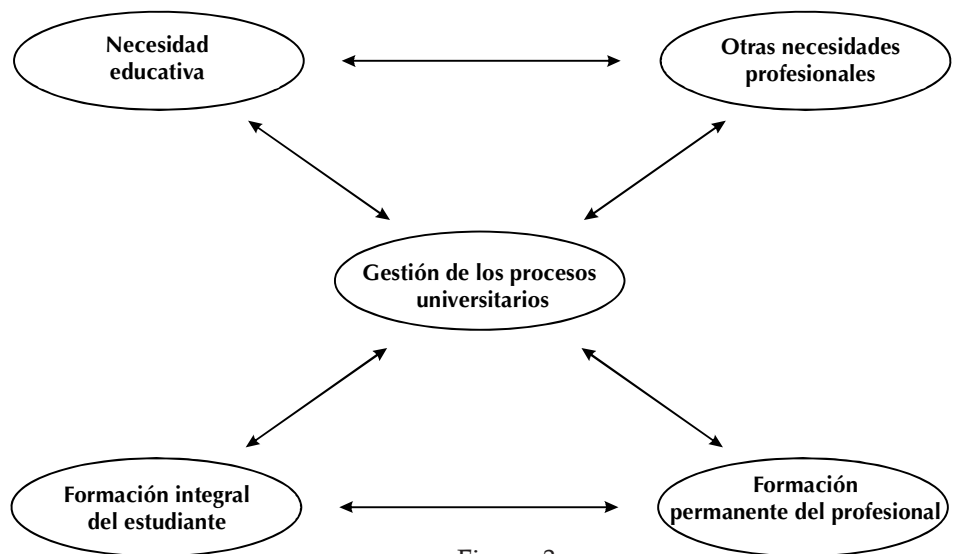 Necesidad
educativa
Otras necesidades
profesionales
Gestión de los procesos
universitarios
Formación integral
del estudiante
Formación
permanente del profesional